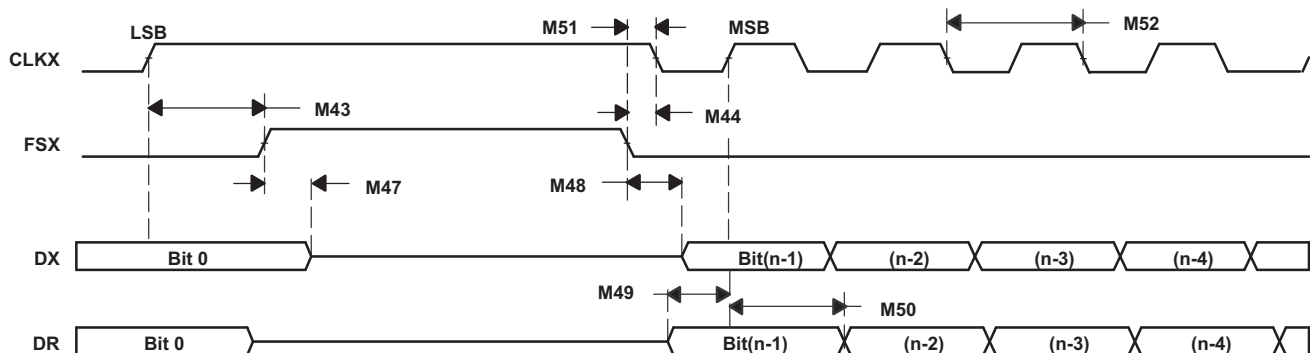 LSB M51 MSB M52
CLKX
M43 M44
FSX
M47 M48
DX Bit 0 Bit(n-1) (n-2) (n-3) (n-4)
M49 M50
DR Bit 0 Bit(n-1) (n-2) (n-3) (n-4)